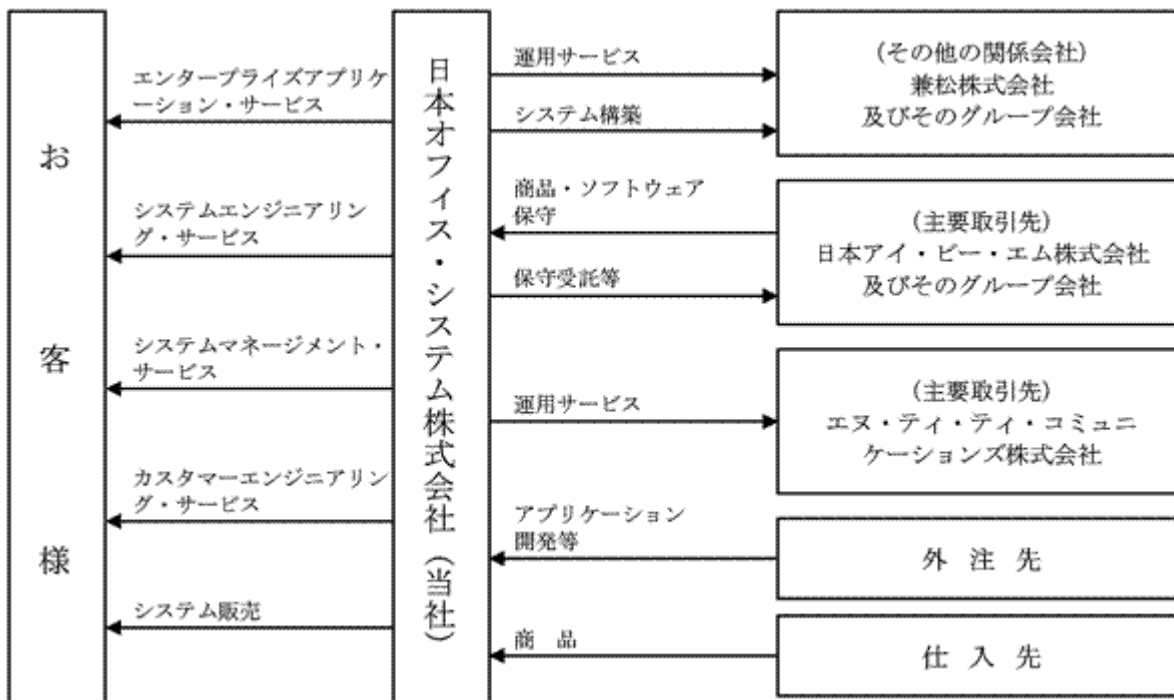 お客様
エンタープライズアプリケ
ーション・サービス
システムエンジニアリン
グ・サービス
システムマネージメント・
サービス
カスタマーエンジニアリン
グ・サービス
システム販売
日本オフィス・システム株式会社（当社）
運用サービス
システム構築
商品・ソフトウェア
保守
保守受託等
運用サービス
アプリケーション
開発等
商　品
(その他の関係会社)
兼松株式会社
及びそのグループ会社
(主要取引先)
日本アイ・ビー・エム株式会社
及びそのグループ会社
(主要取引先)
エヌ・ティ・ティ・コミュニ
ケーションズ株式会社
外　注　先
仕　入　先